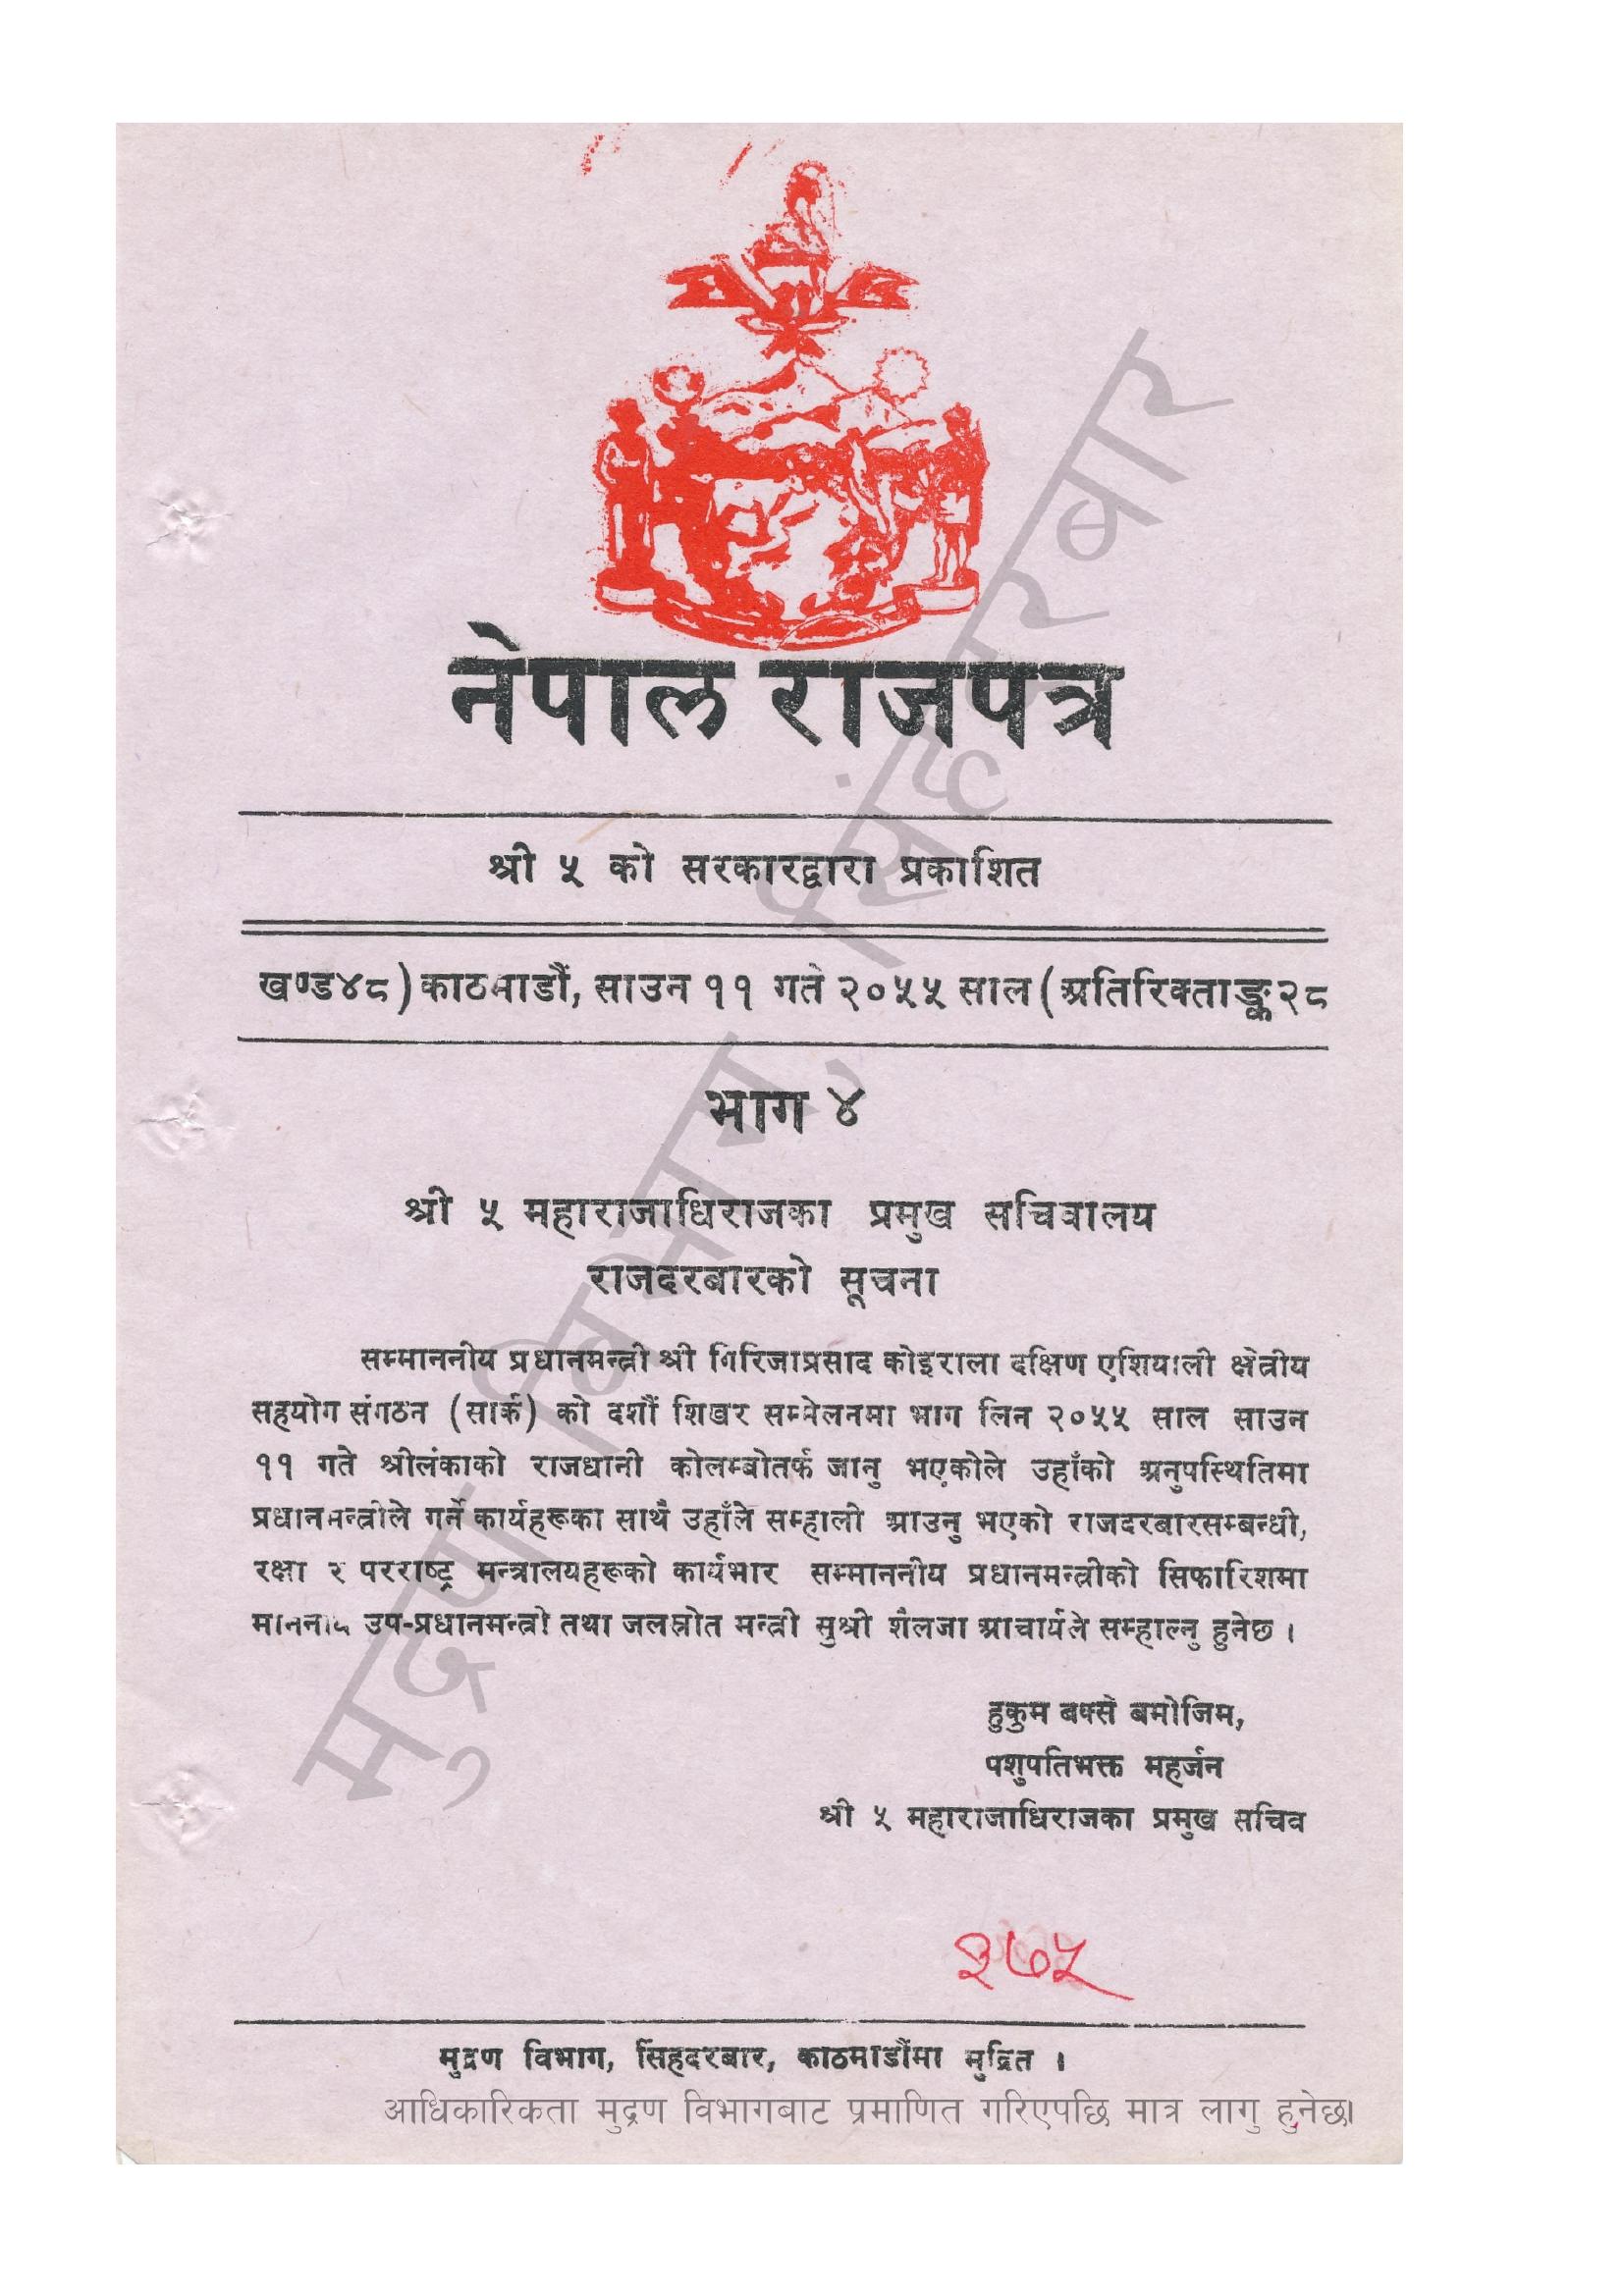 नेपाल राजपत्र
श्री ५ को सरकारद्वारा प्रकाशित
खण्ड४८) काठमाडौं, साउन ११ गते २०५५ साल (अतिरिक्ताङ्क२८
भाग ४
श्री ५ महाराजाधिराजका प्रमुख सचिवालय
राजदरबारको सूचना
सम्माननीय प्रधानमन्त्री श्री गिरिजाप्रसाद कोइराला दक्षिण एशियाली क्षेत्रीय
सहयोग संगठन (सार्क) को दशौं शिखर सम्मेलनमा भाग लिन २०५५ साल साउन
११ गते श्रीलंकाको राजधानी कोलम्बोतर्फ जानु भएकोले उहाँको अनुपस्थितिमा
प्रधानमन्त्रीले गर्ने कार्यहरूका साथै उहाँले सम्हाली आउनु भएको राजदरबारसम्बन्धी,
रक्षा र परराष्ट्र मन्त्रालयहरूको कार्यभार सम्माननीय प्रधानमन्त्रीको सिफारिशमा
माननीय उप-प्रधानमन्त्री तथा जलस्रोत मन्त्री सुश्री शैलजा आचार्यले सम्हाल्नु हुनेछ ।
हुकुम बक्से बमोजिम,
पशुपतिभक्त महर्जन
श्री ५ महाराजाधिराजका प्रमुख सचिव
३७५
मुद्रण विभाग, सिंहदरबार, काठमाडौंमा मुद्रित ।
आधिकारिकता मुद्रण विभागबाट प्रमाणित गरिएपछि मात्र लागु हुनेछ।
मुद्रण विभाग, सिंहदरबार